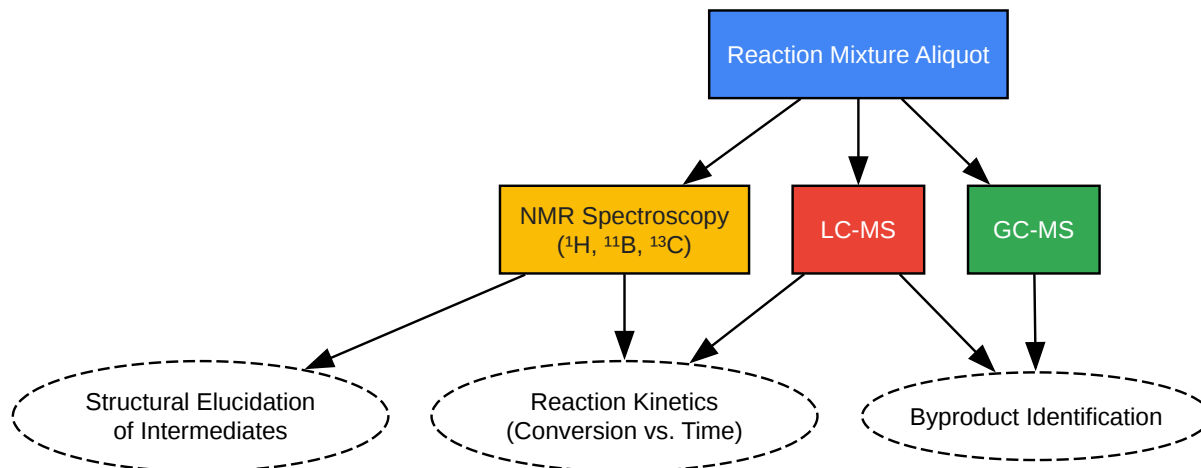 Reaction Mixture Aliquot
NMR Spectroscopy
(¹H, ¹¹B, ¹³C)
LC-MS
GC-MS
Structural Elucidation
of Intermediates
Reaction Kinetics
(Conversion vs. Time)
Byproduct Identification